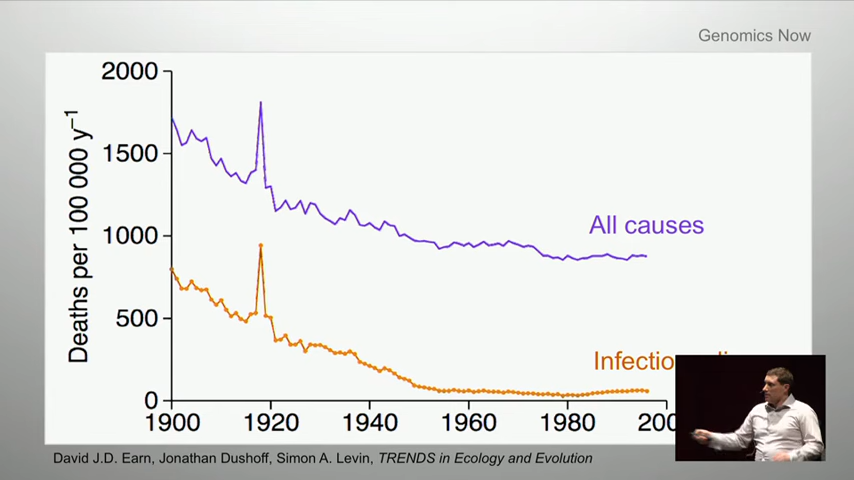 Genomics Now
2000
1500
1000
500
0
Deaths per 100 000 y⁻¹
All causes
1900 1920 1940 1960 1980
David J.D. Earn, Jonathan Dushoff, Simon A. Levin, TRENDS in Ecology and Evolution